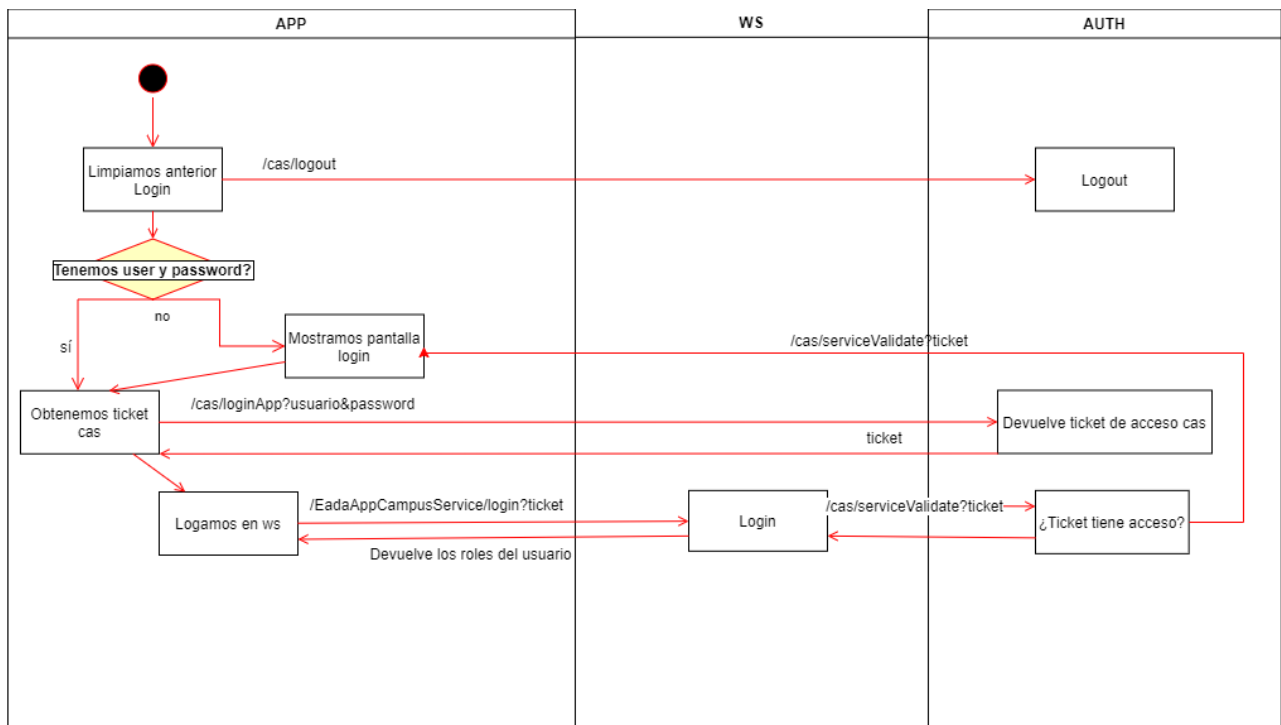 APP
WS
AUTH
Limpiamos anterior
Login
/cas/logout
Logout
Tenemos user y password?
no
sí
Mostramos pantalla
login
/cas/serviceValidate?ticket
Obtenemos ticket
cas
/cas/loginApp?usuario&password
Devuelve ticket de acceso cas
ticket
Logamos en ws
/EadaAppCampusService/login?ticket
Login
/cas/serviceValidate?ticket
¿Ticket tiene acceso?
Devuelve los roles del usuario